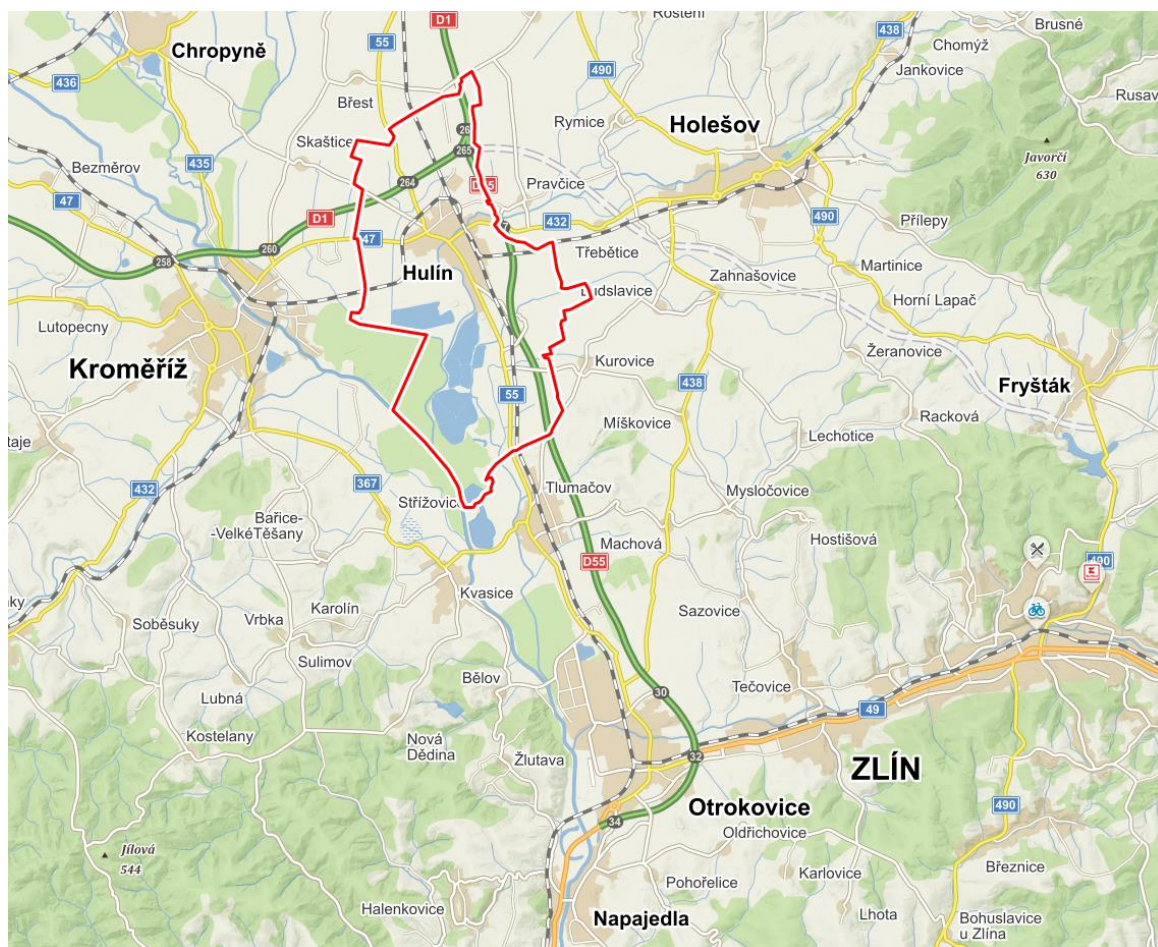 D1
Roštění
438
Brusné
Chropyně
55
490
Chomýž
Jankovice
436
Břest
Rusav
Rymice
Holešov
Skaštice
Javorčí
630
265
Bezměrov
435
Pravčice
264
47
D1
432
490
Přílepy
260
47
Třebětice
258
Martinice
Hulín
Zahnašovice
Lutopecny
Horní Lapač
Kroměříž
Kurovice
Žeranovice
438
Fryšták
55
Racková
Míškovice
Lechotice
432
367
Tlumačov
Mysločovice
Střížovice
Bařice-
-VelkéTěšany
Hostišová
Machová
D55
490
Kvasice
Karolín
Sazovice
Vrbka
Soběsuky
Sulimov
Bělov
Tečovice
30
Lubná
49
Kostelany
Nová
Dědina
Žlutava
32
ZLÍN
Otrokovice
490
34
Oldřichovice
Jílová
544
Březnice
Pohořelice
Karlovice
Halenkovice
Napajedla
Lhota
Bohuslavice
u Zlína